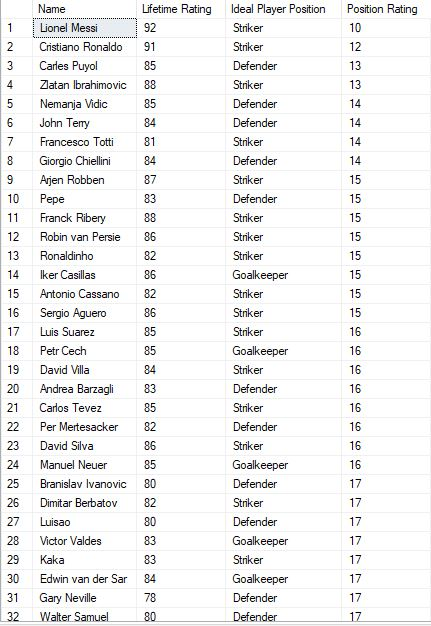 Name Lifetime Rating Ideal Player Position Position Rating
1 Lionel Messi 92 Striker 10
2 Cristiano Ronaldo 91 Striker 12
3 Carles Puyol 85 Defender 13
4 Zlatan Ibrahimovic 88 Striker 13
5 Nemanja Vidic 85 Defender 14
6 John Terry 84 Defender 14
7 Francesco Totti 81 Striker 14
8 Giorgio Chiellini 84 Defender 14
9 Arjen Robben 87 Striker 15
10 Pepe 83 Defender 15
11 Franck Ribery 88 Striker 15
12 Robin van Persie 86 Striker 15
13 Ronaldinho 82 Striker 15
14 Iker Casillas 86 Goalkeeper 15
15 Antonio Cassano 82 Striker 15
16 Sergio Aguero 86 Striker 15
17 Luis Suarez 85 Striker 16
18 Petr Cech 85 Goalkeeper 16
19 David Villa 84 Striker 16
20 Andrea Barzagli 83 Defender 16
21 Carlos Tevez 85 Striker 16
22 Per Mertesacker 82 Defender 16
23 David Silva 86 Striker 16
24 Manuel Neuer 85 Goalkeeper 16
25 Branislav Ivanovic 80 Defender 17
26 Dimitar Berbatov 82 Striker 17
27 Luisao 80 Defender 17
28 Victor Valdes 83 Goalkeeper 17
29 Kaka 83 Striker 17
30 Edwin van der Sar 84 Goalkeeper 17
31 Gary Neville 78 Defender 17
32 Walter Samuel 80 Defender 17